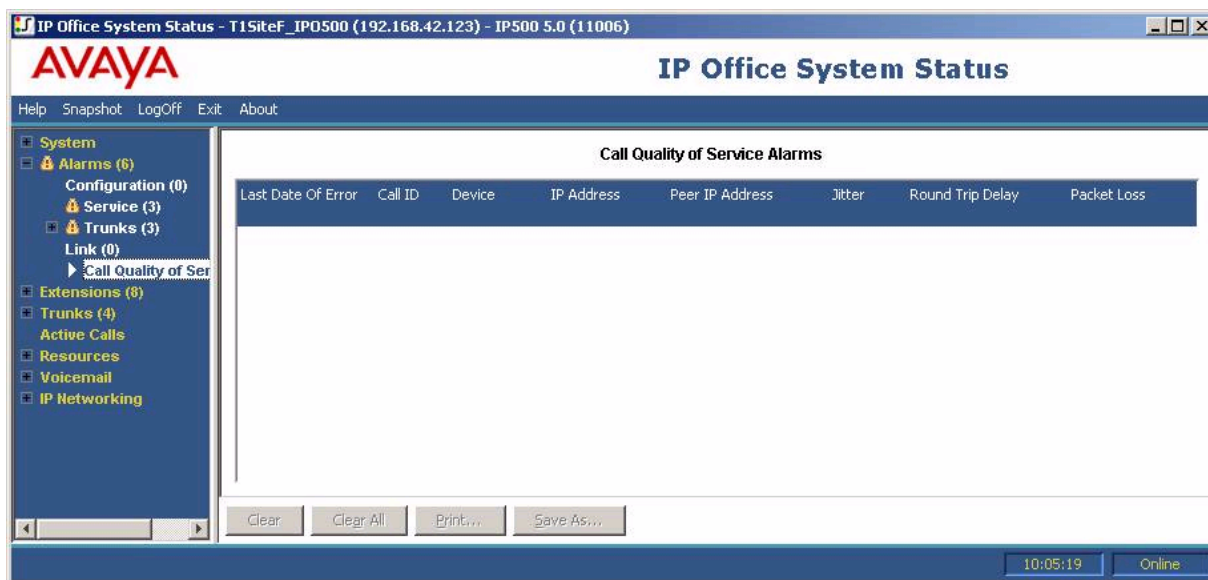 IP Office System Status - T1SiteF_IPO500 (192.168.42.123) - IP500 5.0 (11006)
AVAYA
IP Office System Status
Help Snapshot LogOff Exit About
System
Alarms (6)
Configuration (0)
Service (3)
Trunks (3)
Link (0)
Call Quality of Ser
Extensions (8)
Trunks (4)
Active Calls
Resources
Voicemail
IP Networking
Call Quality of Service Alarms
Last Date Of Error Call ID Device IP Address Peer IP Address Jitter Round Trip Delay Packet Loss
Clear Clear All Print... Save As...
10:05:19 Online